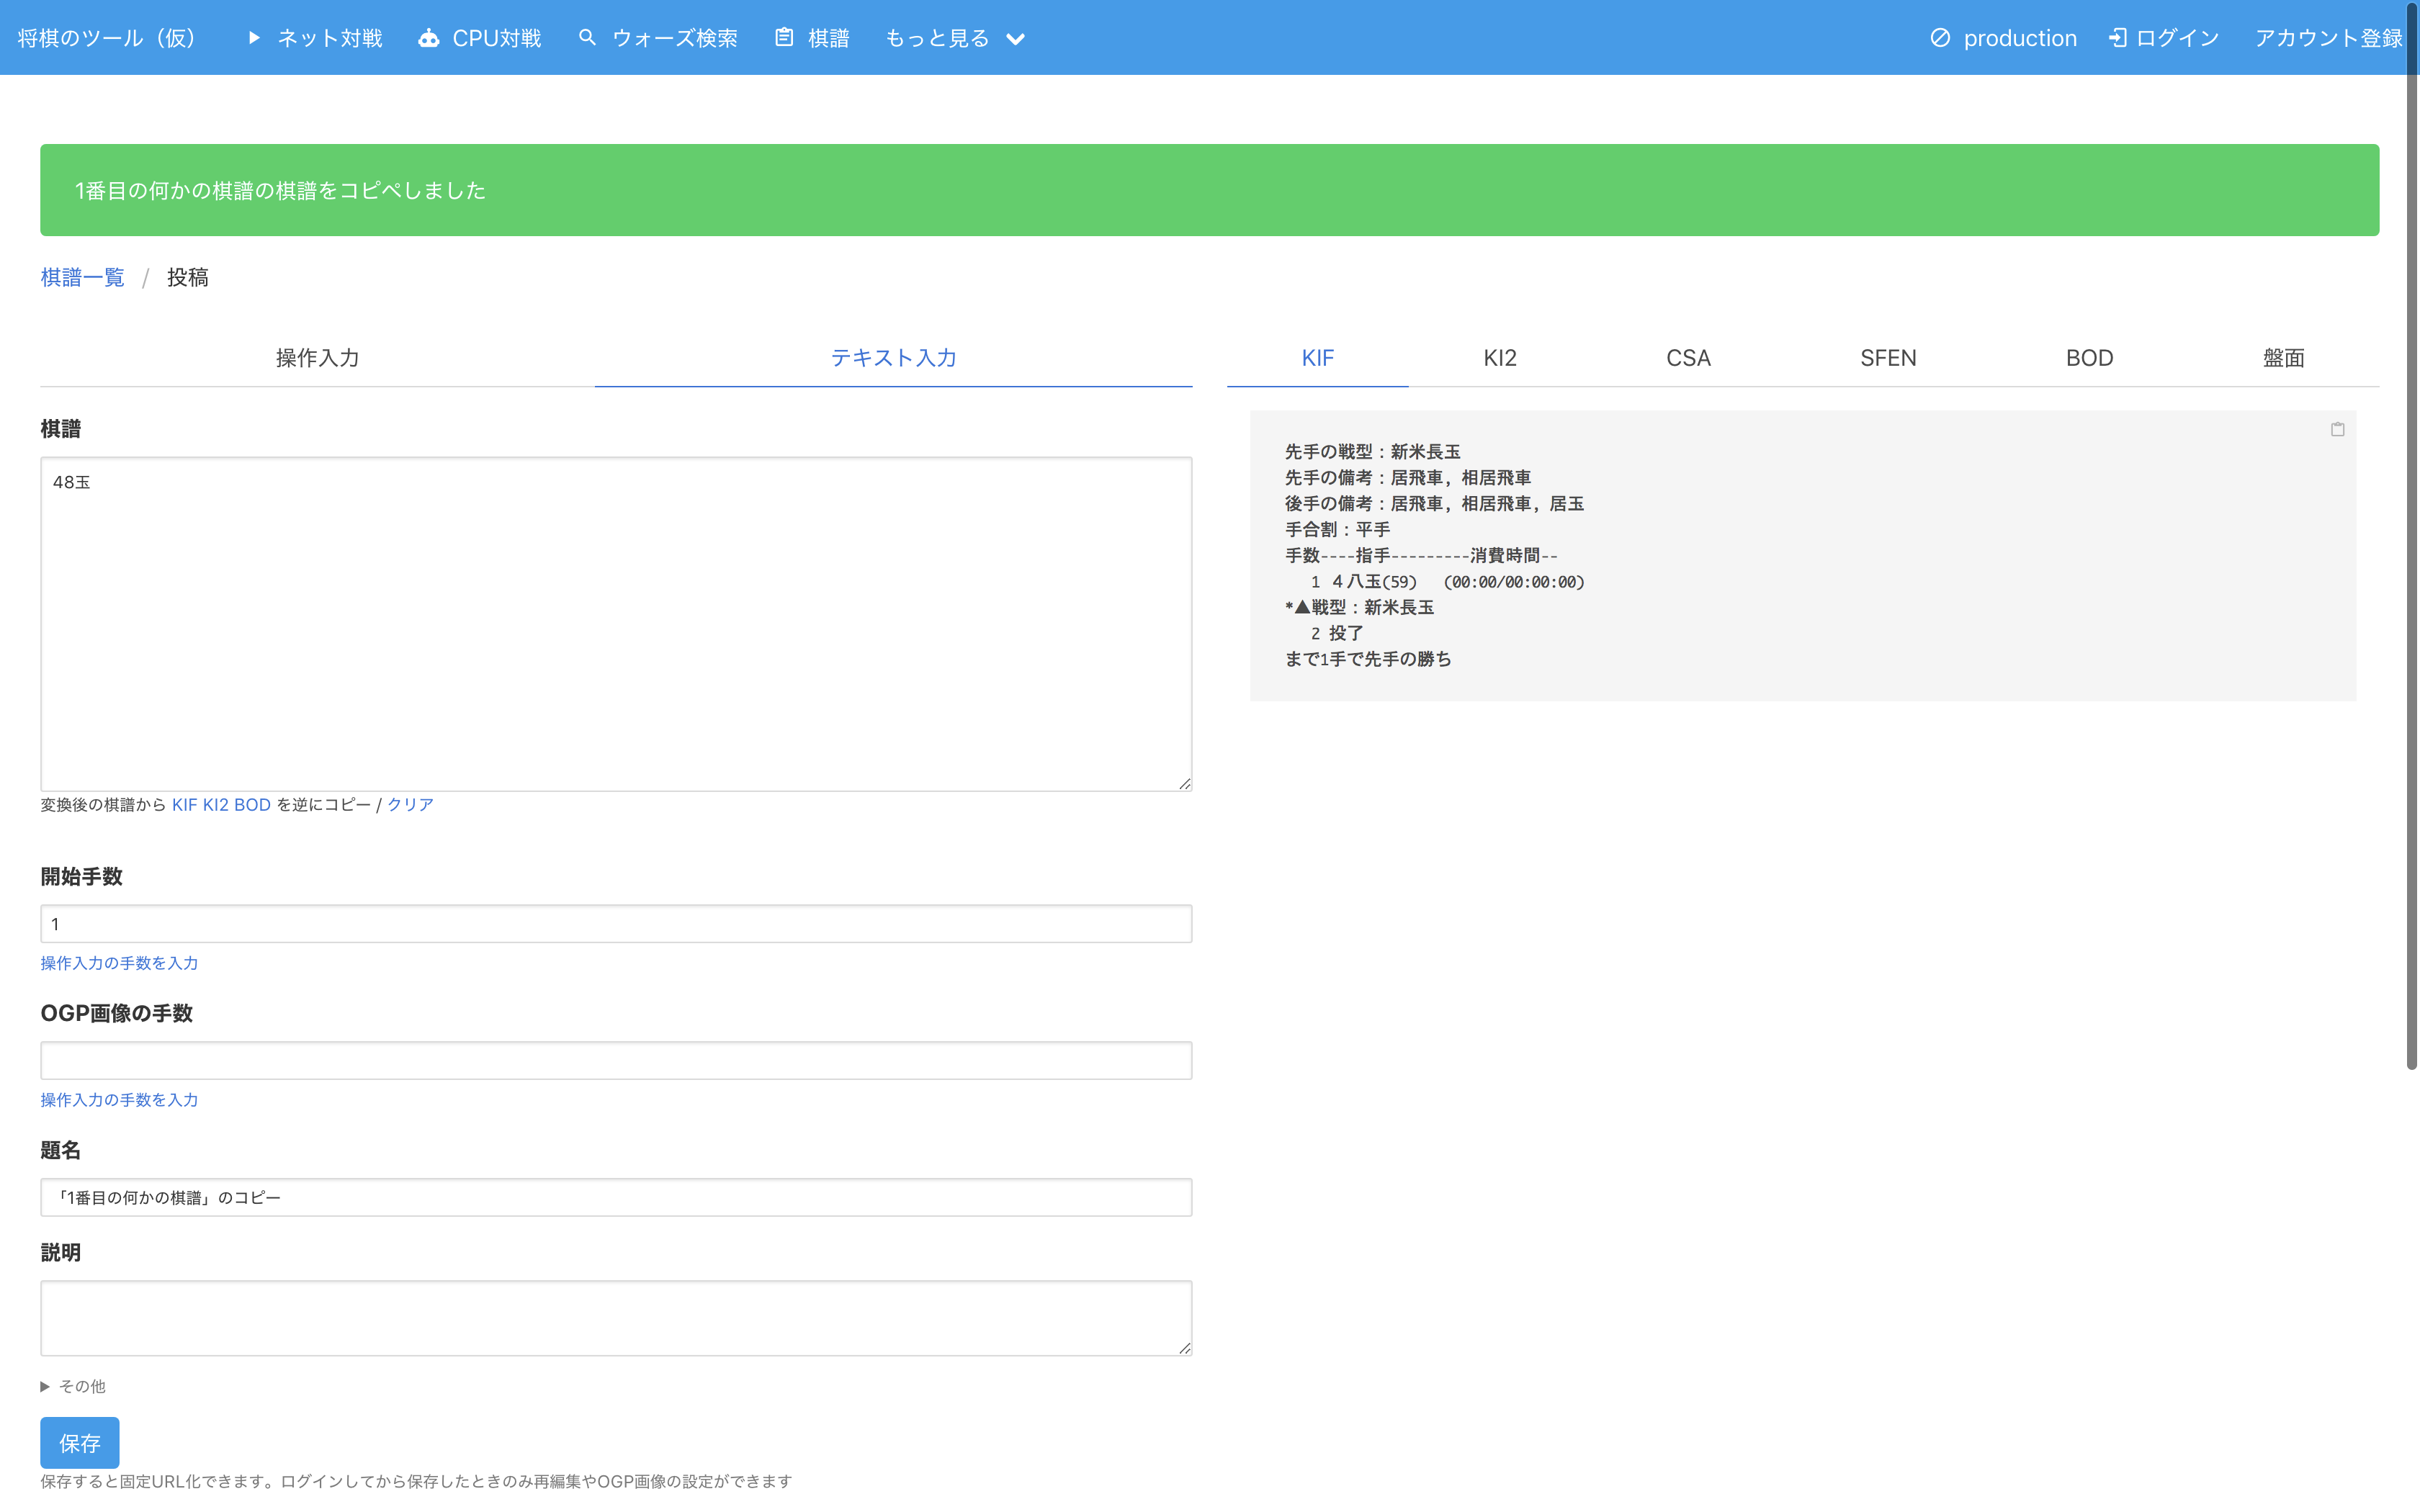 将棋のツール（仮） ネット対戦 CPU対戦 ウォーズ検索 棋譜 もっと見る production ログイン アカウント登録
1番目の何かの棋譜の棋譜をコピペしました
棋譜一覧 / 投稿
操作入力 テキスト入力
棋譜
48玉
変換後の棋譜から KIF KI2 BOD を逆にコピー / クリア
開始手数
1
操作入力の手数を入力
OGP画像の手数
操作入力の手数を入力
題名
「1番目の何かの棋譜」のコピー
説明
▶ その他
保存
保存すると固定URL化できます。ログインしてから保存したときのみ再編集やOGP画像の設定ができます
KIF KI2 CSA SFEN BOD 盤面
先手の戦型：新米長玉
先手の備考：居飛車, 相居飛車
後手の備考：居飛車, 相居飛車, 居玉
手合割：平手
手数----指手---------消費時間--
1 ４八玉(59) (00:00/00:00:00)
*▲戦型：新米長玉
2 投了
まで1手で先手の勝ち